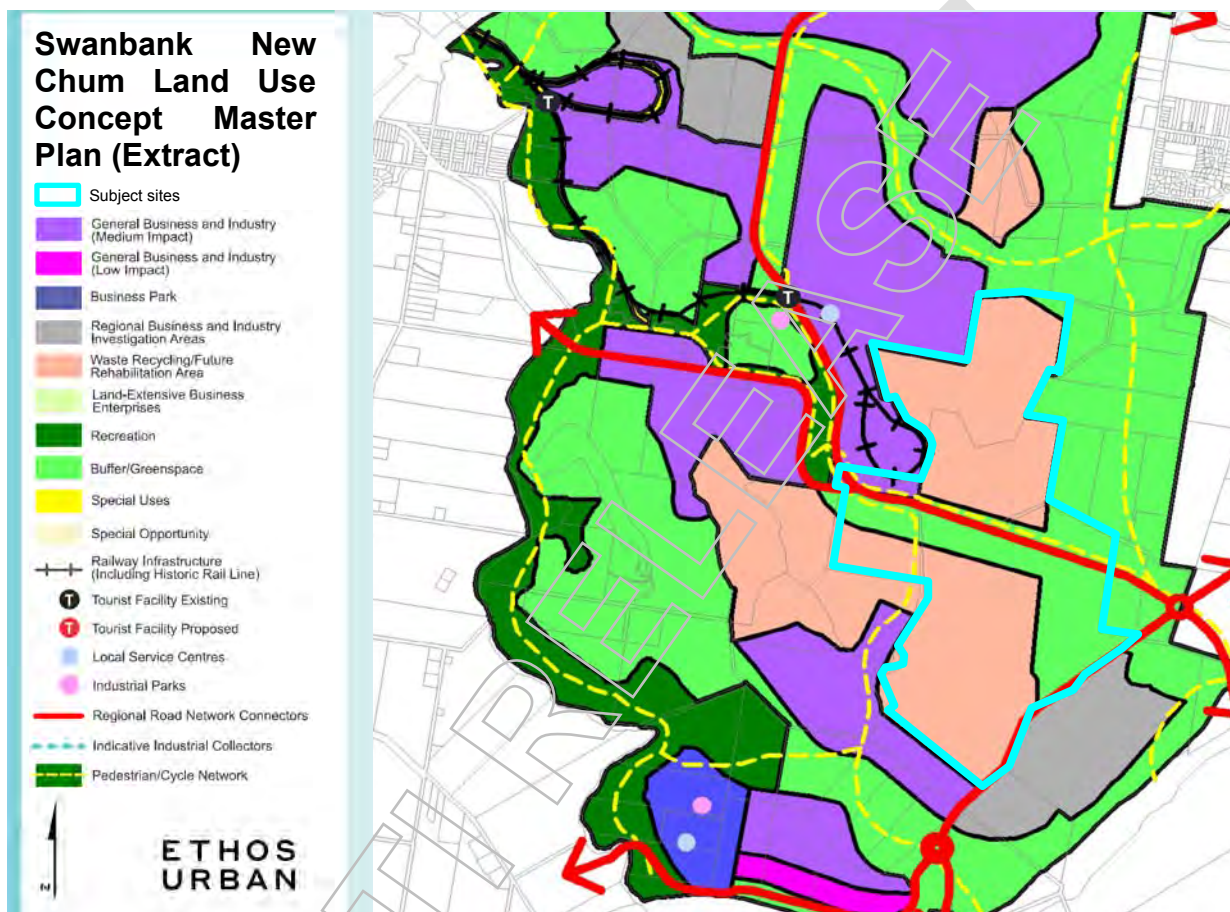 Swanbank New
Chum Land Use
Concept Master
Plan (Extract)
Subject sites
General Business and Industry
(Medium Impact)
General Business and Industry
(Low Impact)
Business Park
Regional Business and Industry
Investigation Areas
Waste Recycling/Future
Rehabilitation Area
Land-Extensive Business
Enterprises
Recreation
Buffer/Greenspace
Special Uses
Special Opportunity
Railway Infrastructure
(Including Historic Rail Line)
T Tourist Facility Existing
T Tourist Facility Proposed
Local Service Centres
Industrial Parks
Regional Road Network Connectors
Indicative Industrial Collectors
Pedestrian/Cycle Network
N
ETHOS
URBAN
T
T